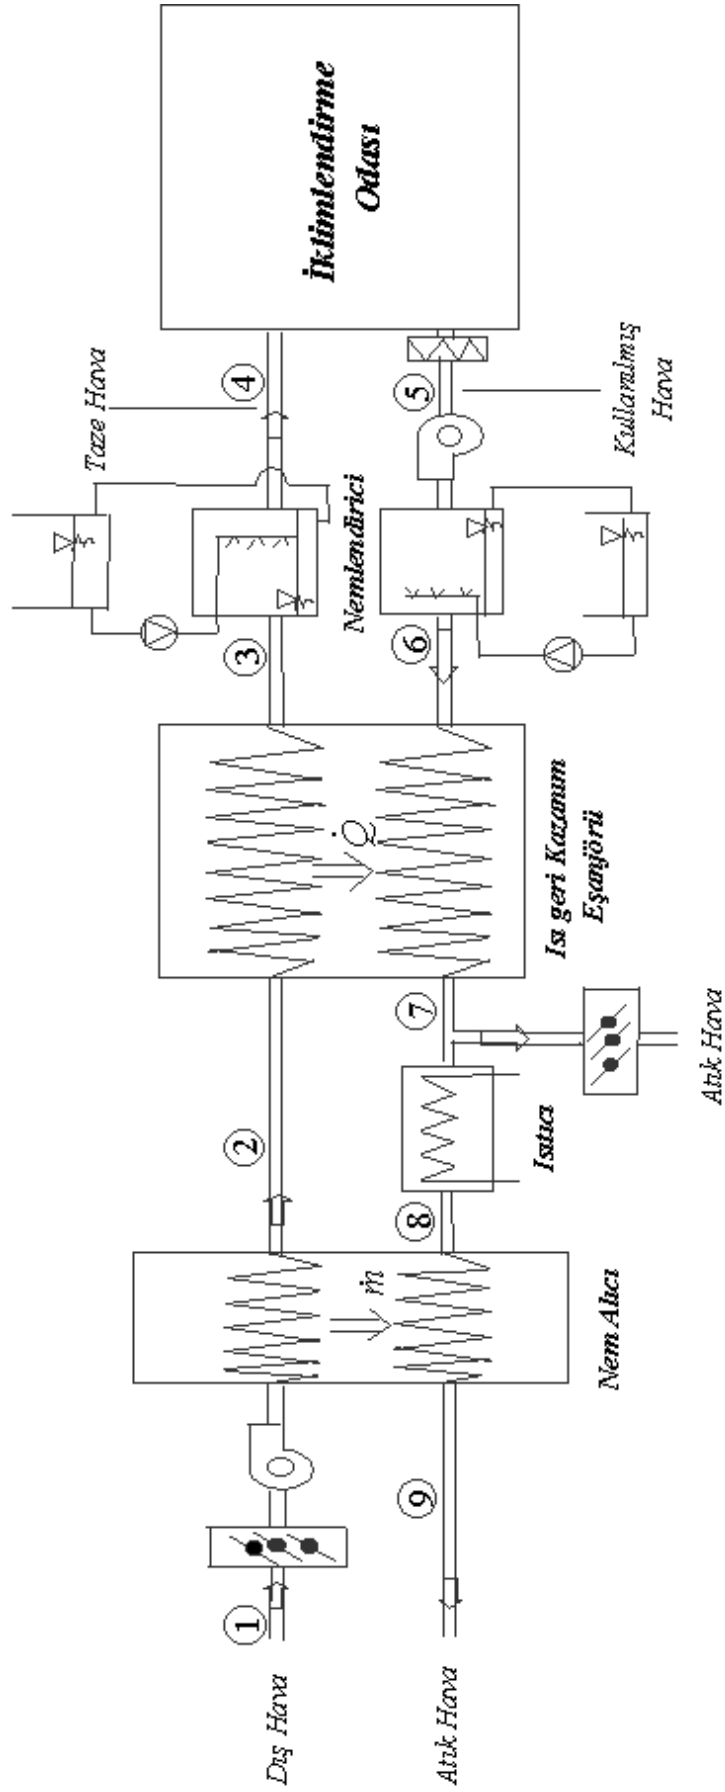 İklimlendirme
Odası
Taze Hava
4
5
Kullanılmış
Hava
Nemlendirici
3
6
Q̇
Isı geri Kazanım
Eşanjörü
2
7
Isıtıcı
Atık Hava
8
ṁ
Nem Alıcı
1
9
Dış Hava
Atık Hava